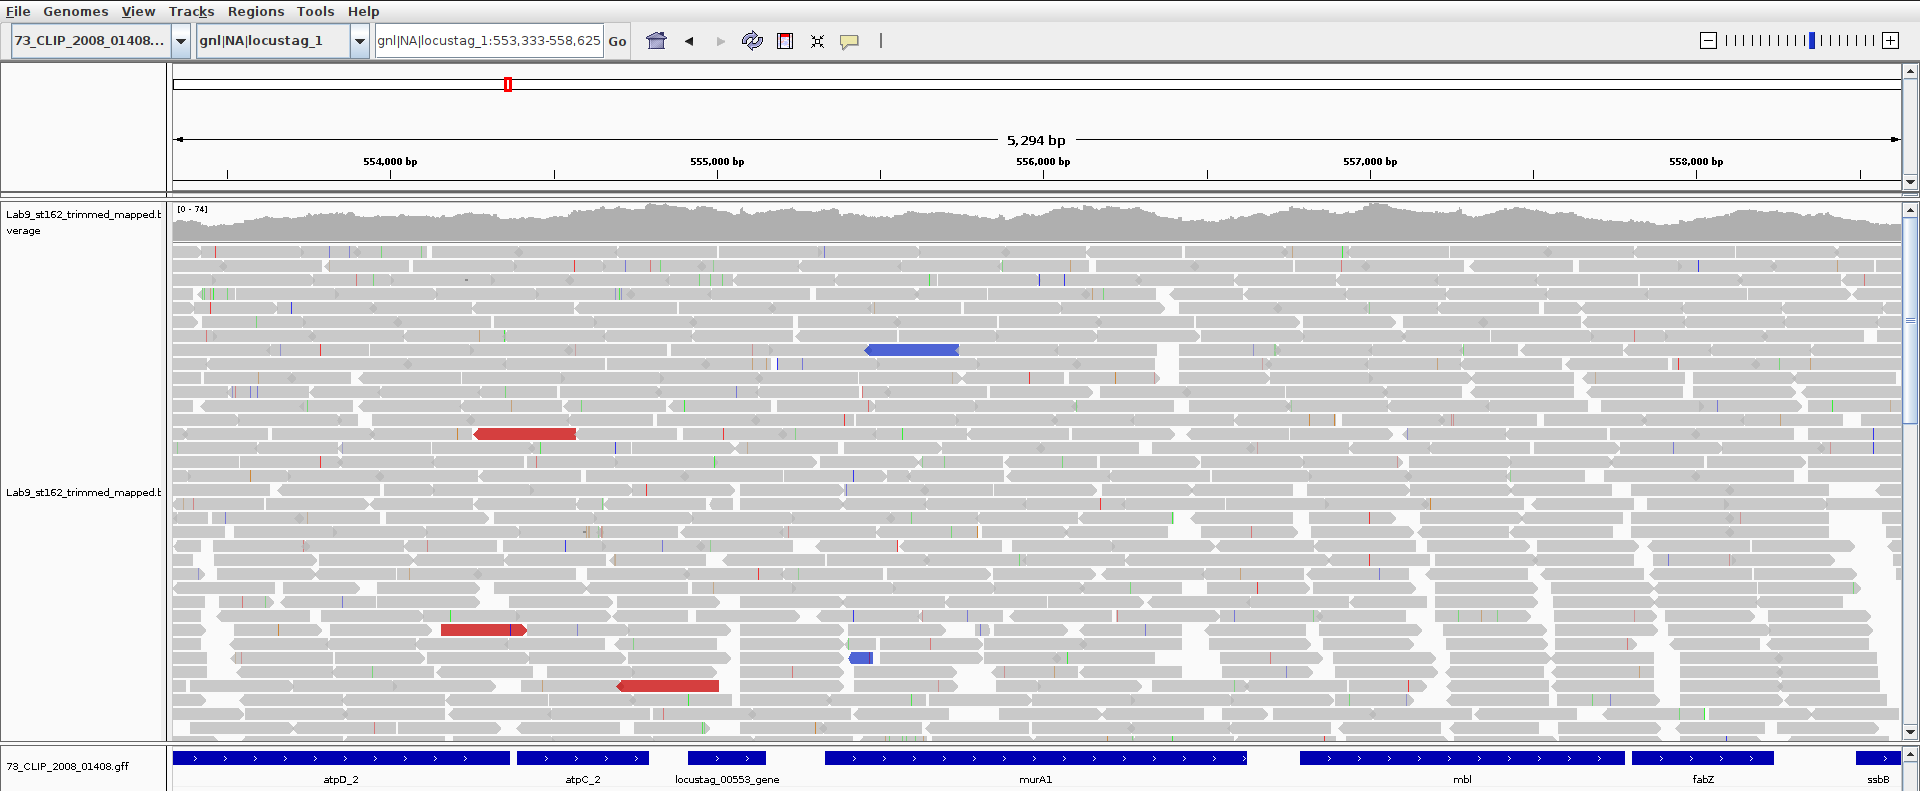 File Genomes View Tracks Regions Tools Help
73_CLIP_2008_01408... gnl|NA|locustag_1 gnl|NA|locustag_1:553,333-558,625 Go
5,294 bp
554,000 bp 555,000 bp 556,000 bp 557,000 bp 558,000 bp
Lab9_st162_trimmed_mapped.b [0 - 74]
verage
Lab9_st162_trimmed_mapped.b
73_CLIP_2008_01408.gff
atpD_2 atpC_2 locustag_00553_gene murA1 mbl fabZ ssbB